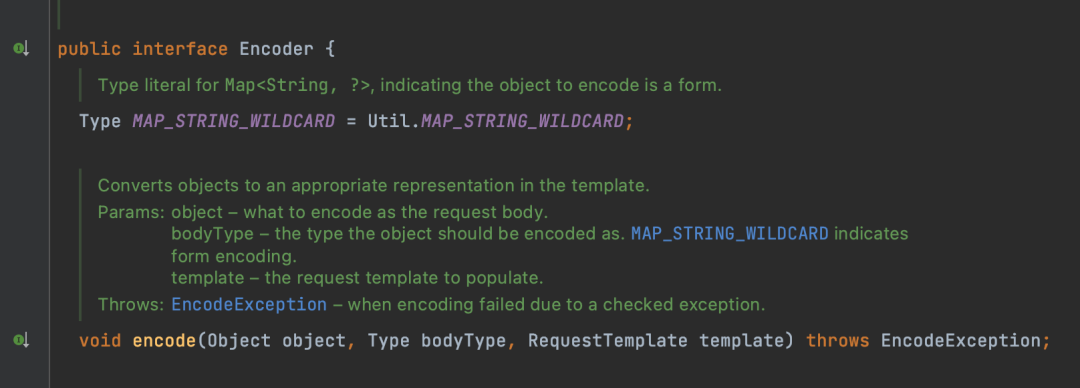 public interface Encoder {
Type literal for Map<String, ?>, indicating the object to encode is a form.
Type MAP_STRING_WILDCARD = Util.MAP_STRING_WILDCARD;
Converts objects to an appropriate representation in the template.
Params: object – what to encode as the request body.
bodyType – the type the object should be encoded as. MAP_STRING_WILDCARD indicates
form encoding.
template – the request template to populate.
Throws: EncodeException – when encoding failed due to a checked exception.
void encode(Object object, Type bodyType, RequestTemplate template) throws EncodeException;